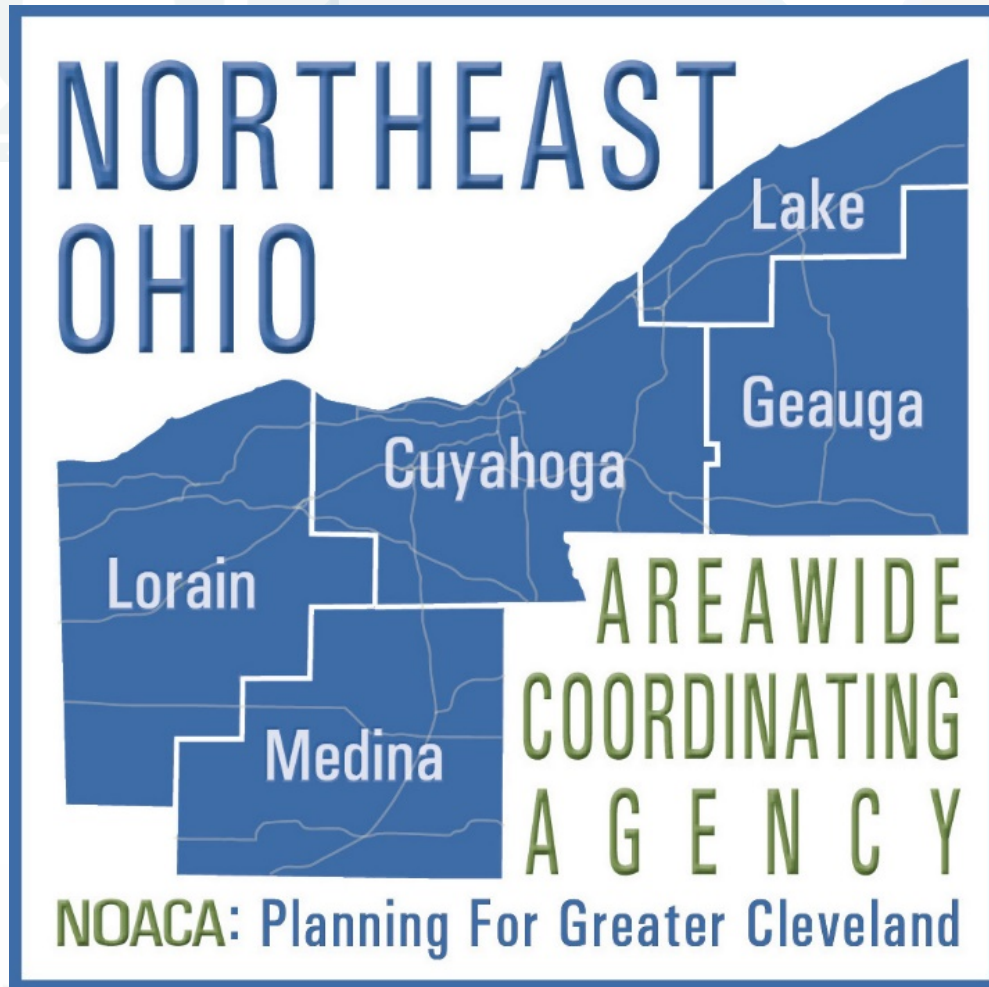 NORTHEAST
OHIO
Lake
Geauga
Cuyahoga
Lorain
Medina
AREAWIDE
COORDINATING
AGENCY
NOACA: Planning For Greater Cleveland